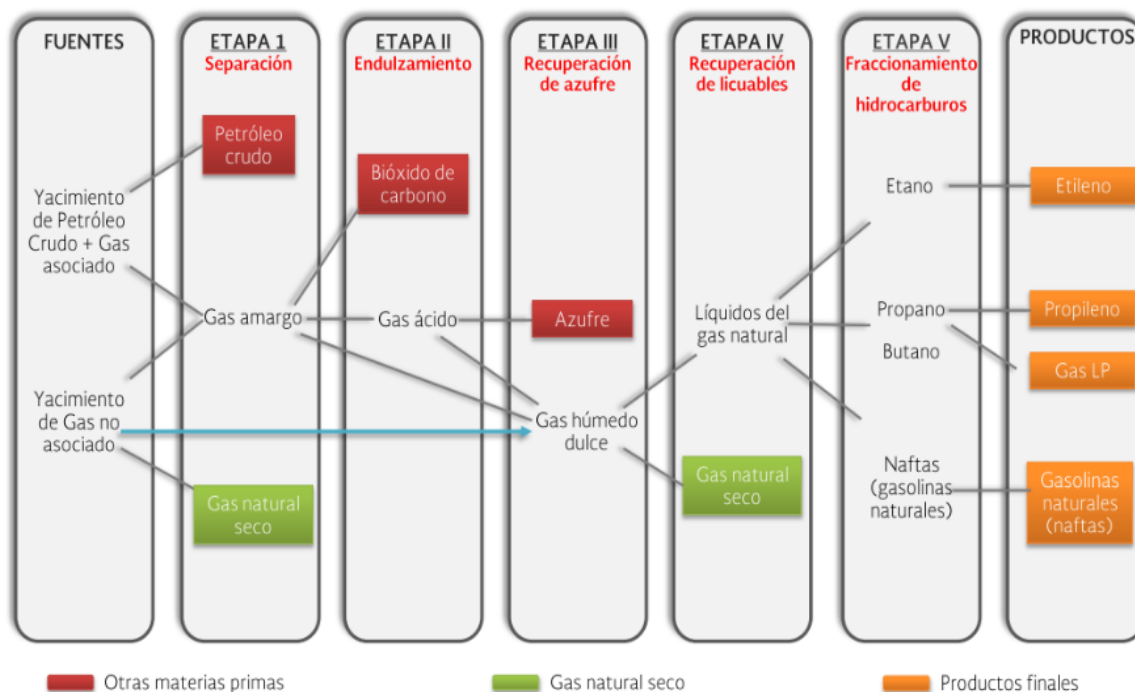 FUENTES
Yacimiento
de Petróleo
Crudo + Gas
asociado
Yacimiento
de Gas no
asociado
ETAPA 1
Separación
Petróleo
crudo
Gas amargo
Gas natural
seco
ETAPA II
Endulzamiento
Bióxido de
carbono
Gas ácido
ETAPA III
Recuperación
de azufre
Azufre
Gas húmedo
dulce
ETAPA IV
Recuperación
de licuables
Líquidos del
gas natural
Gas natural
seco
ETAPA V
Fraccionamiento
de
hidrocarburos
Etano
Propano
Butano
Naftas
(gasolinas
naturales)
PRODUCTOS
Etileno
Propileno
Gas LP
Gasolinas
naturales
(naftas)
Otras materias primas
Gas natural seco
Productos finales